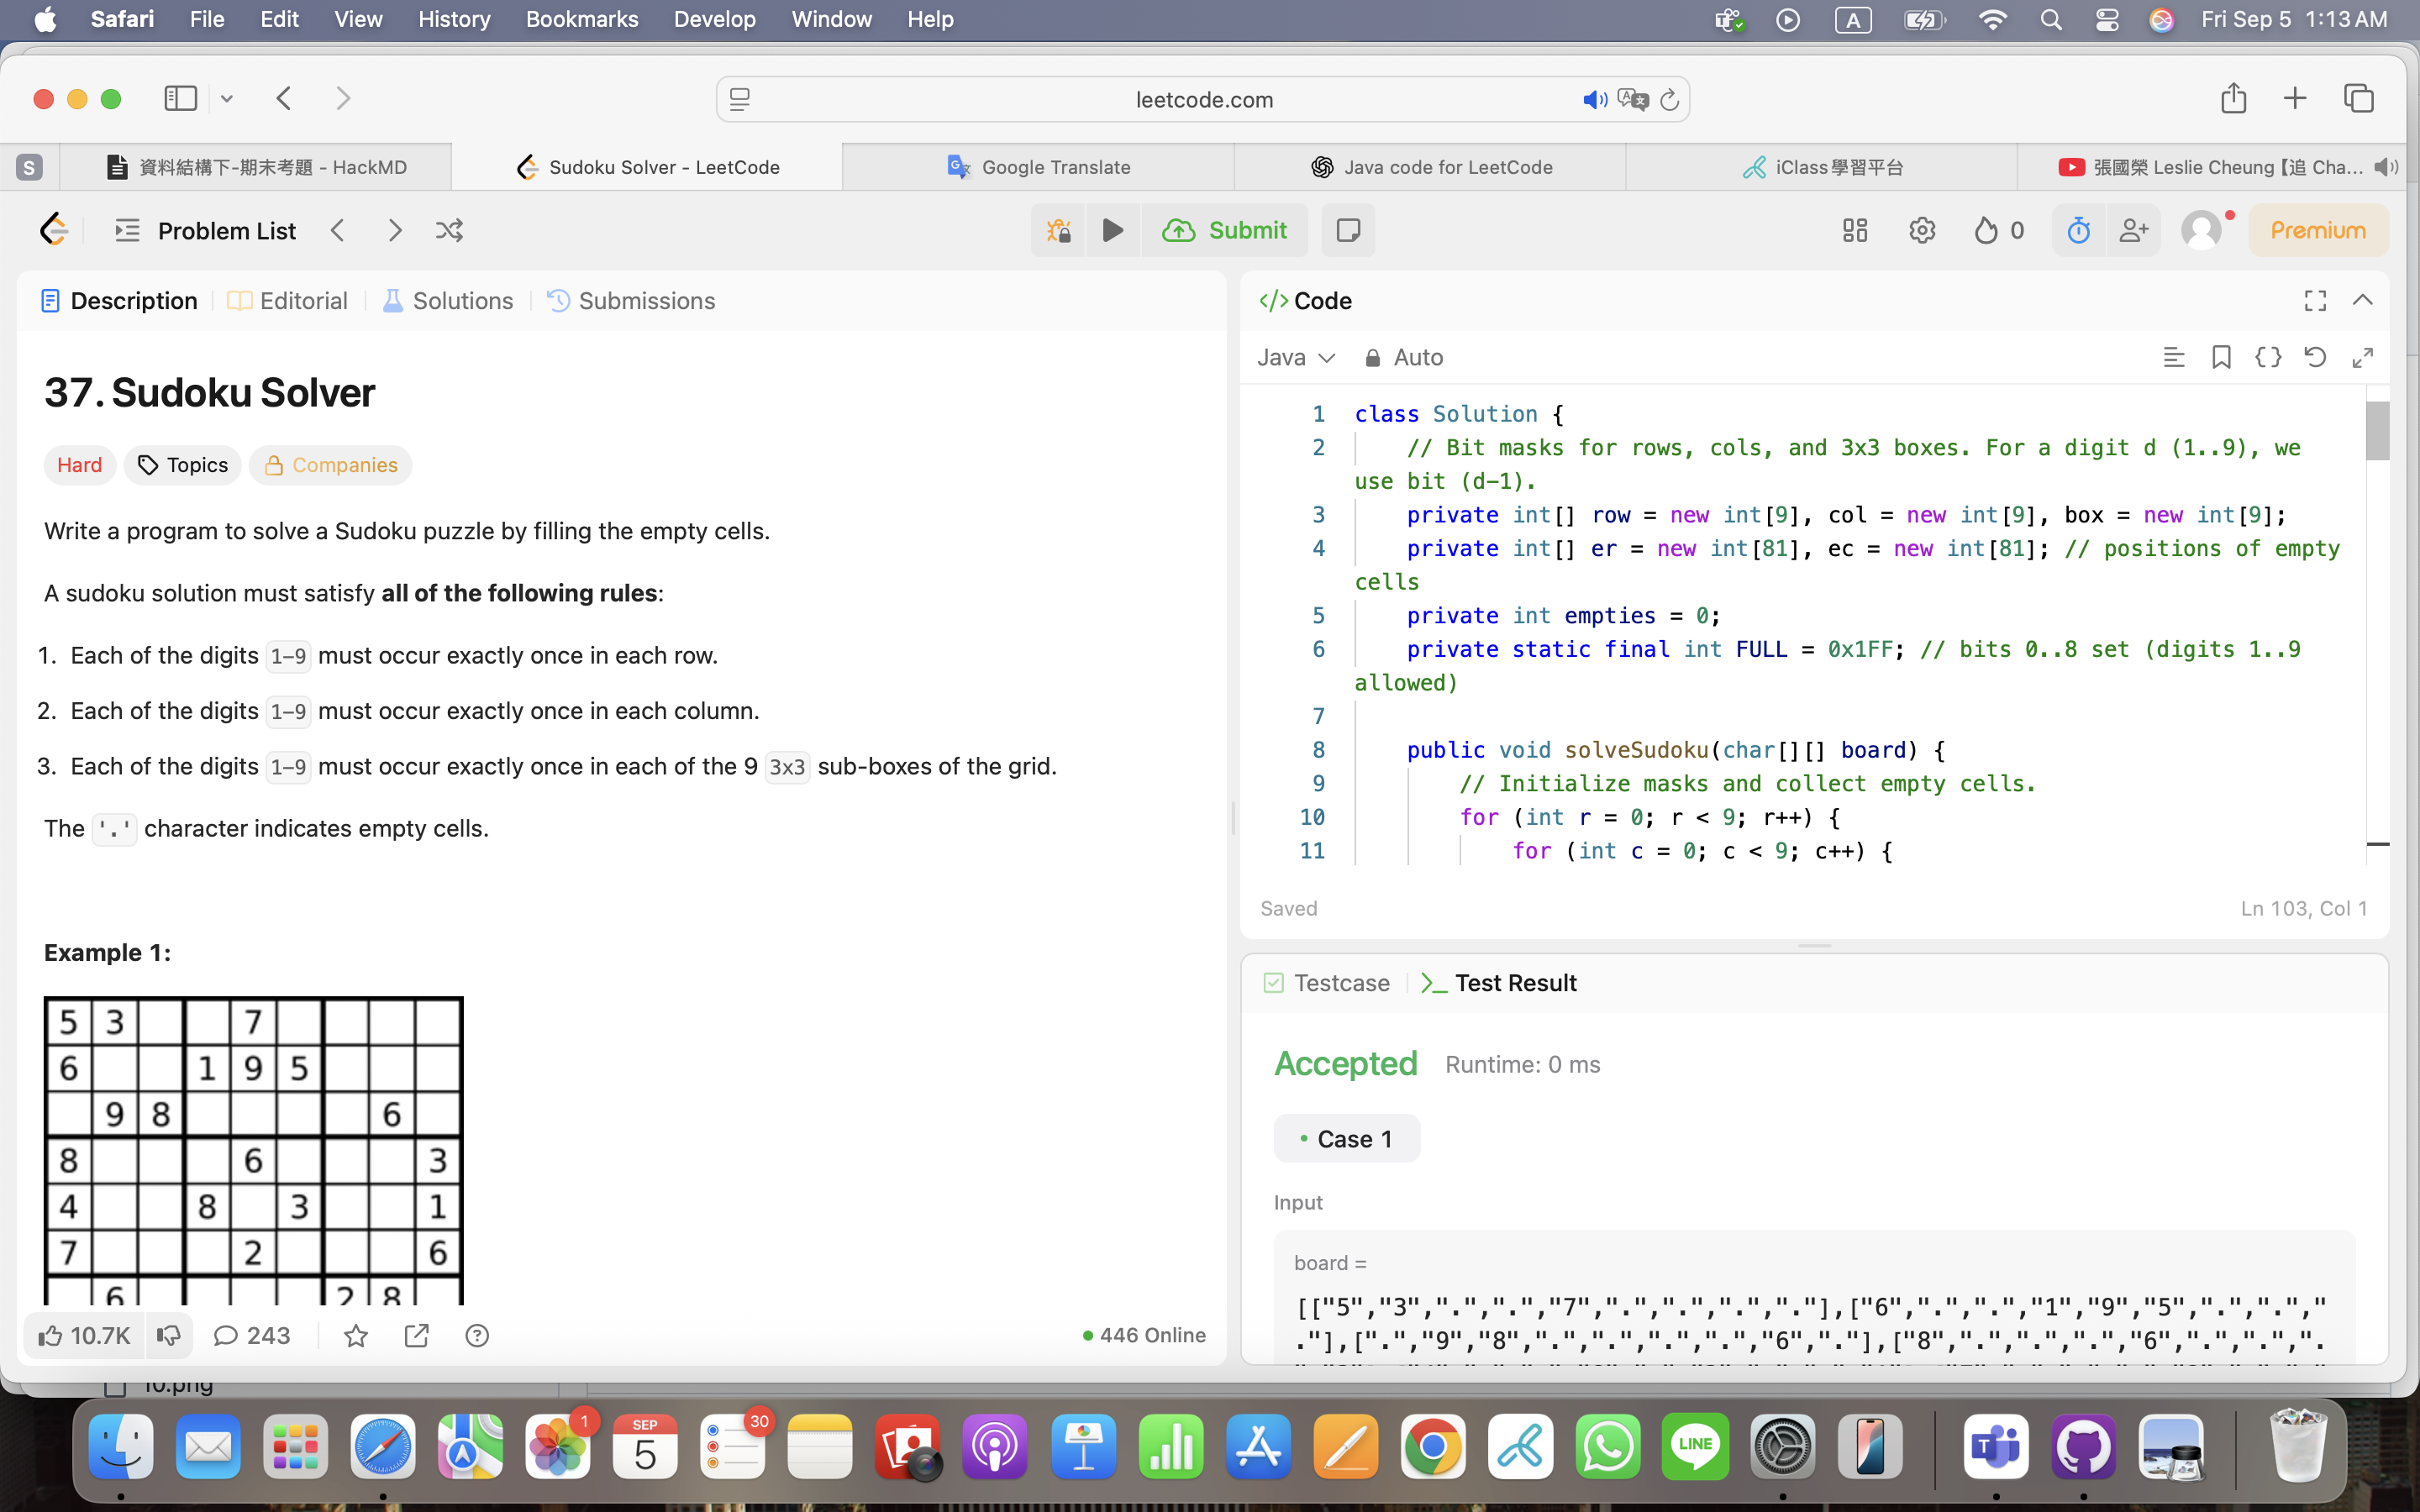 Safari File Edit View History Bookmarks Develop Window Help A Fri Sep 5 1:13 AM
leetcode.com
S 資料結構下-期末考題 - HackMD Sudoku Solver - LeetCode Google Translate Java code for LeetCode iClass 學習平台 張國榮 Leslie Cheung【追 Cha...
Problem List Submit 0 Premium
Description Editorial Solutions Submissions
37. Sudoku Solver
Hard Topics Companies
Write a program to solve a Sudoku puzzle by filling the empty cells.
A sudoku solution must satisfy all of the following rules:
1. Each of the digits 1-9 must occur exactly once in each row.
2. Each of the digits 1-9 must occur exactly once in each column.
3. Each of the digits 1-9 must occur exactly once in each of the 9 3x3 sub-boxes of the grid.
The '.' character indicates empty cells.
Example 1:
5 3 7
6 1 9 5
9 8 6
8 6 3
4 8 3 1
7 2 6
6 2 8
10.7K 243 446 Online
</> Code
Java Auto
1 class Solution {
2 // Bit masks for rows, cols, and 3x3 boxes. For a digit d (1..9), we
use bit (d-1).
3 private int[] row = new int[9], col = new int[9], box = new int[9];
4 private int[] er = new int[81], ec = new int[81]; // positions of empty
cells
5 private int empties = 0;
6 private static final int FULL = 0x1FF; // bits 0..8 set (digits 1..9
allowed)
7
8 public void solveSudoku(char[][] board) {
9 // Initialize masks and collect empty cells.
10 for (int r = 0; r < 9; r++) {
11 for (int c = 0; c < 9; c++) {
Saved Ln 103, Col 1
Testcase Test Result
Accepted Runtime: 0 ms
Case 1
Input
board =
[["5","3",".",".","7",".",".",".","."],["6",".",".","1","9","5",".",".","
."],[".","9","8",".",".",".",".","6","."],["8",".",".",".","6",".",".",".
10.png
1 SEP 5 30 LINE